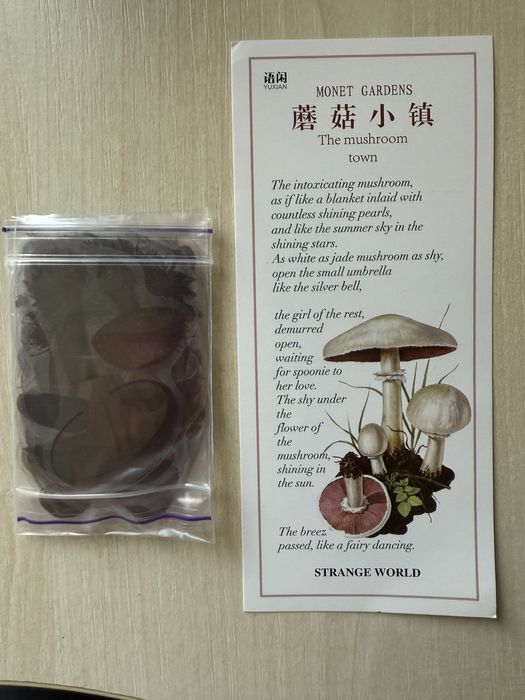 语闲
YUXIAN
MONET GARDENS
蘑菇小镇
The mushroom
town
The intoxicating mushroom,
as if like a blanket inlaid with
countless shining pearls,
and like the summer sky in the
shining stars.
As white as jade mushroom as shy,
open the small umbrella
like the silver bell,
the girl of the rest,
demurred
open,
waiting
for spoonie to
her love.
The shy under
the
flower of
the
mushroom,
shining in
the sun.
The breez
passed, like a fairy dancing.
STRANGE WORLD